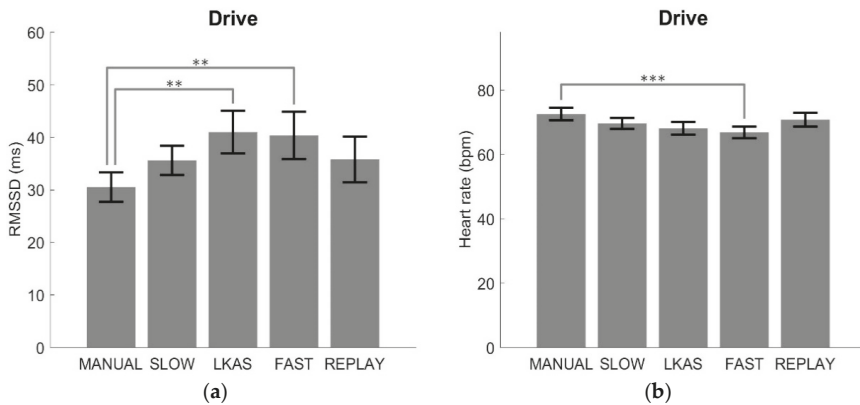 Drive
60
50
40
30
20
10
0
RMSSD (ms)
**
**
MANUAL SLOW LKAS FAST REPLAY
(a)
Drive
80
60
40
20
0
Heart rate (bpm)
***
MANUAL SLOW LKAS FAST REPLAY
(b)